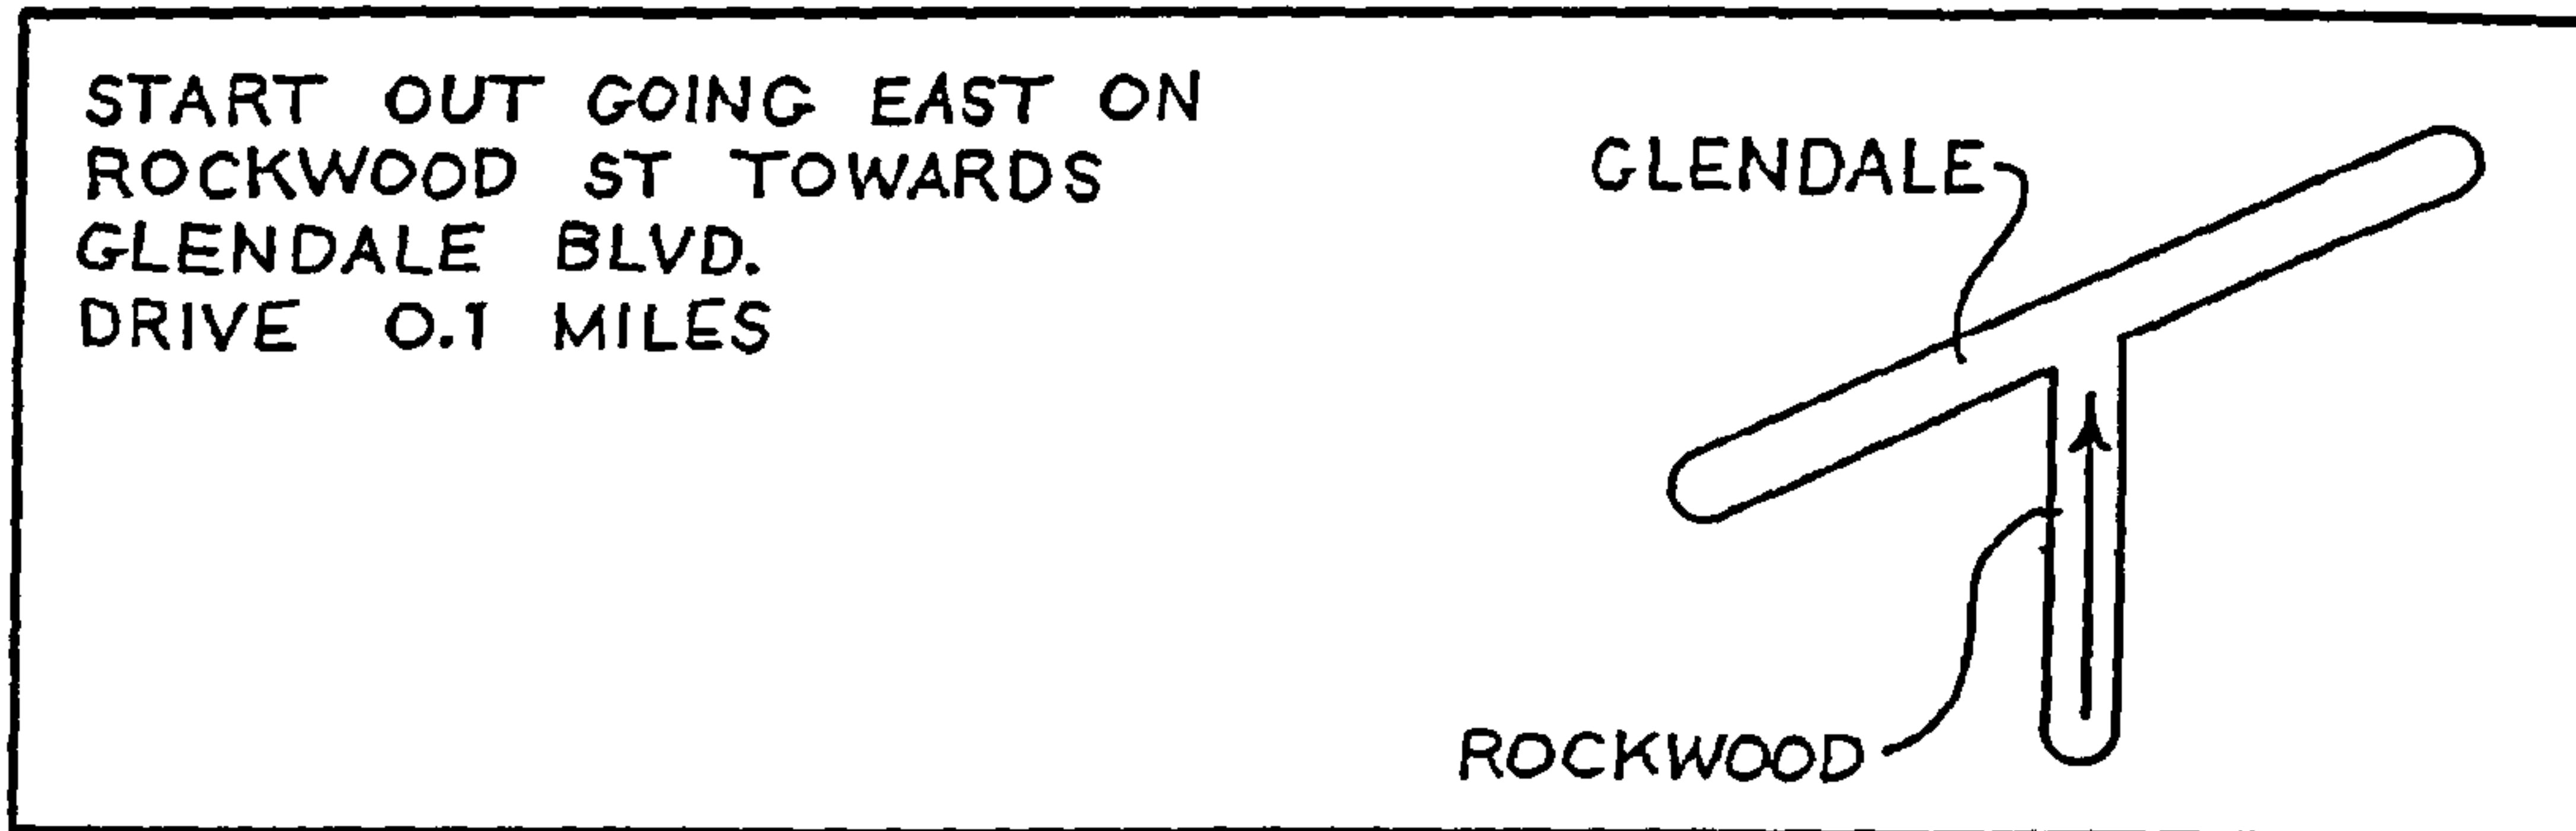 START OUT GOING EAST ON
ROCKWOOD ST TOWARDS
GLENDALE BLVD.
DRIVE 0.1 MILES
GLENDALE
ROCKWOOD